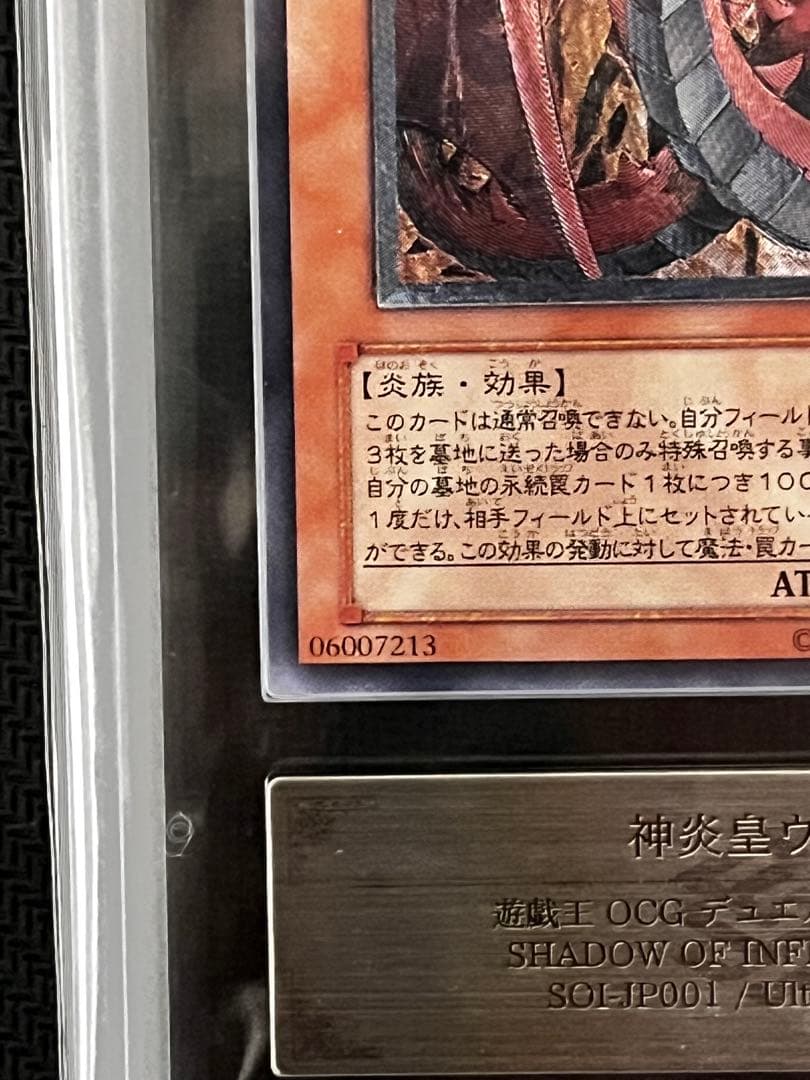 【炎族・効果】
このカードは通常召喚できない。自分フィール
3枚を墓地に送った場合のみ特殊召喚する事
自分の墓地の永続罠カード1枚につき100
1度だけ、相手フィールド上にセットされてい
ができる。この効果の発動に対して魔法・罠カー
AT
06007213
©
神炎皇ウ
遊戯王 OCG デュエル
SHADOW OF INF
SOI-JP001 / Ult